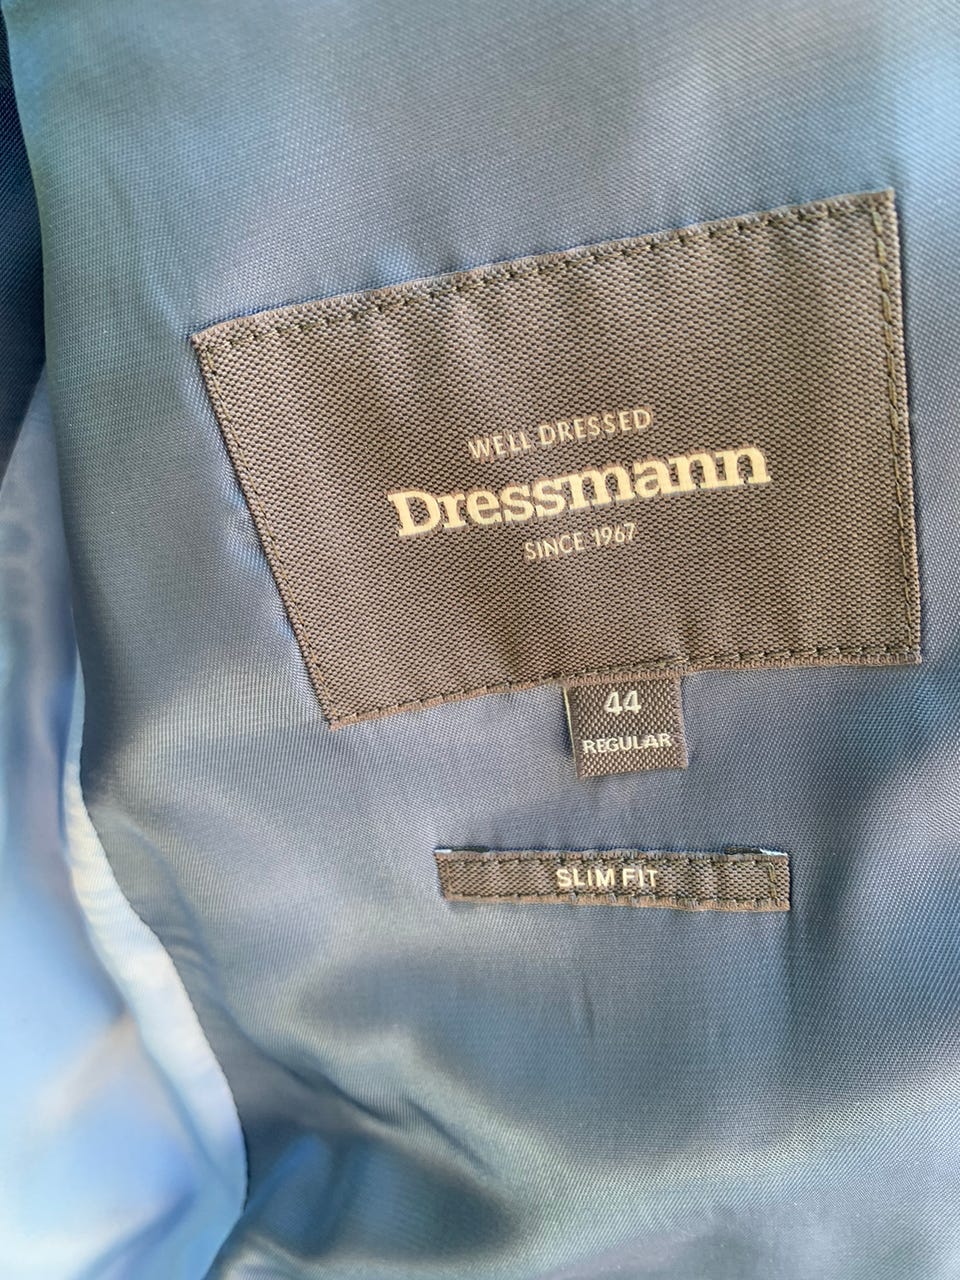 WELL DRESSED
Dressmann
SINCE 1967
44
REGULAR
SLIM FIT